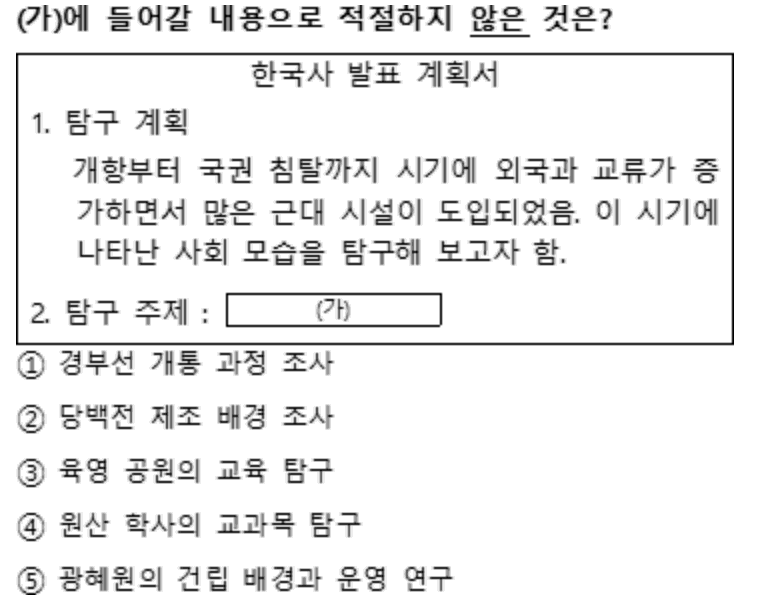 (가)에 들어갈 내용으로 적절하지 않은 것은?
한국사 발표 계획서
1. 탐구 계획
개항부터 국권 침탈까지 시기에 외국과 교류가 증
가하면서 많은 근대 시설이 도입되었음. 이 시기에
나타난 사회 모습을 탐구해 보고자 함.
2. 탐구 주제 : (가)
① 경부선 개통 과정 조사
② 당백전 제조 배경 조사
③ 육영 공원의 교육 탐구
④ 원산 학사의 교과목 탐구
⑤ 광혜원의 건립 배경과 운영 연구